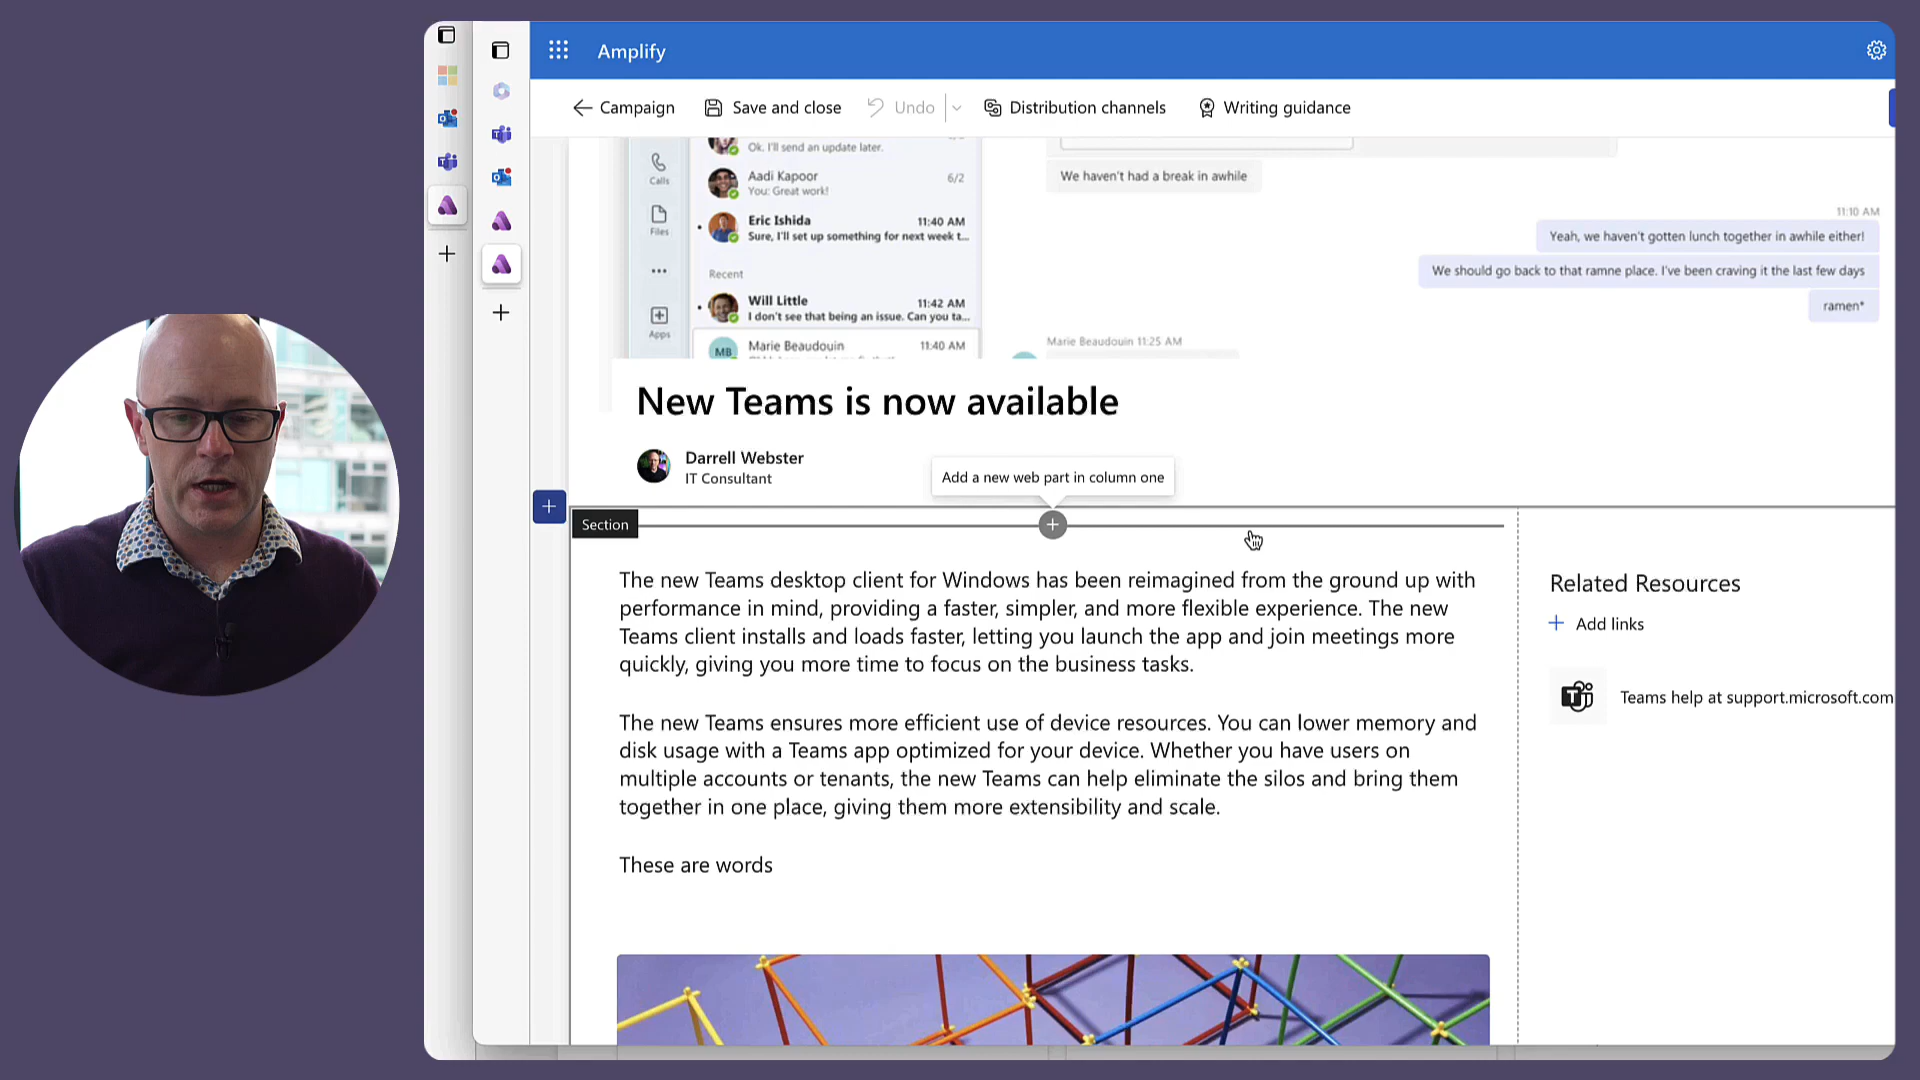 Amplify
Campaign
Save and close
Undo
Distribution channels
Writing guidance
Calls
Files
Apps
Ok. I'll send an update later.
Aadi Kapoor
6/2
You: Great work!
Eric Ishida
11:40 AM
Sure, I'll set up something for next week t...
Recent
Will Little
11:42 AM
I don't see that being an issue. Can you ta...
MB
Marie Beaudouin
11:40 AM
We haven't had a break in awhile
11:10 AM
Yeah, we haven't gotten lunch together in awhile either!
We should go back to that ramne place. I've been craving it the last few days
ramen*
Marie Beaudouin 11:25 AM
New Teams is now available
Darrell Webster
IT Consultant
Add a new web part in column one
Section
The new Teams desktop client for Windows has been reimagined from the ground up with
performance in mind, providing a faster, simpler, and more flexible experience. The new
Teams client installs and loads faster, letting you launch the app and join meetings more
quickly, giving you more time to focus on the business tasks.
The new Teams ensures more efficient use of device resources. You can lower memory and
disk usage with a Teams app optimized for your device. Whether you have users on
multiple accounts or tenants, the new Teams can help eliminate the silos and bring them
together in one place, giving them more extensibility and scale.
These are words
Related Resources
Add links
Teams help at support.microsoft.com